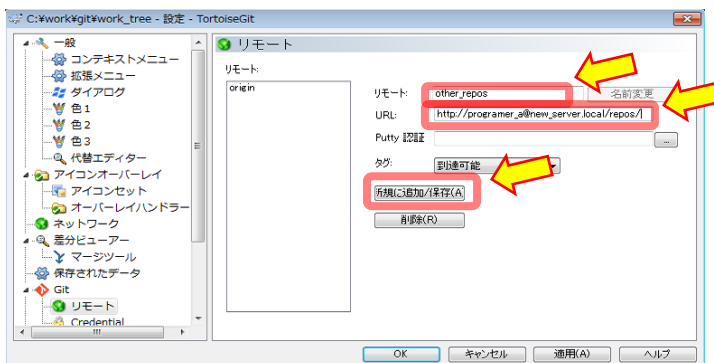 C:¥work¥git¥work_tree - 設定 - TortoiseGit
一般
コンテキストメニュー
拡張メニュー
ダイアログ
色1
色2
色3
代替エディター
アイコンオーバーレイ
アイコンセット
オーバーレイハンドラー
ネットワーク
差分ビューアー
マージツール
保存されたデータ
Git
リモート
Credential
リモート
リモート:
origin
リモート: other_repos 名前変更
URL: http://programer_a@new_server.local/repos/
Putty 認証 ...
タグ: 到達可能
新規に追加/保存(A)
削除(R)
OK キャンセル 適用(A) ヘルプ